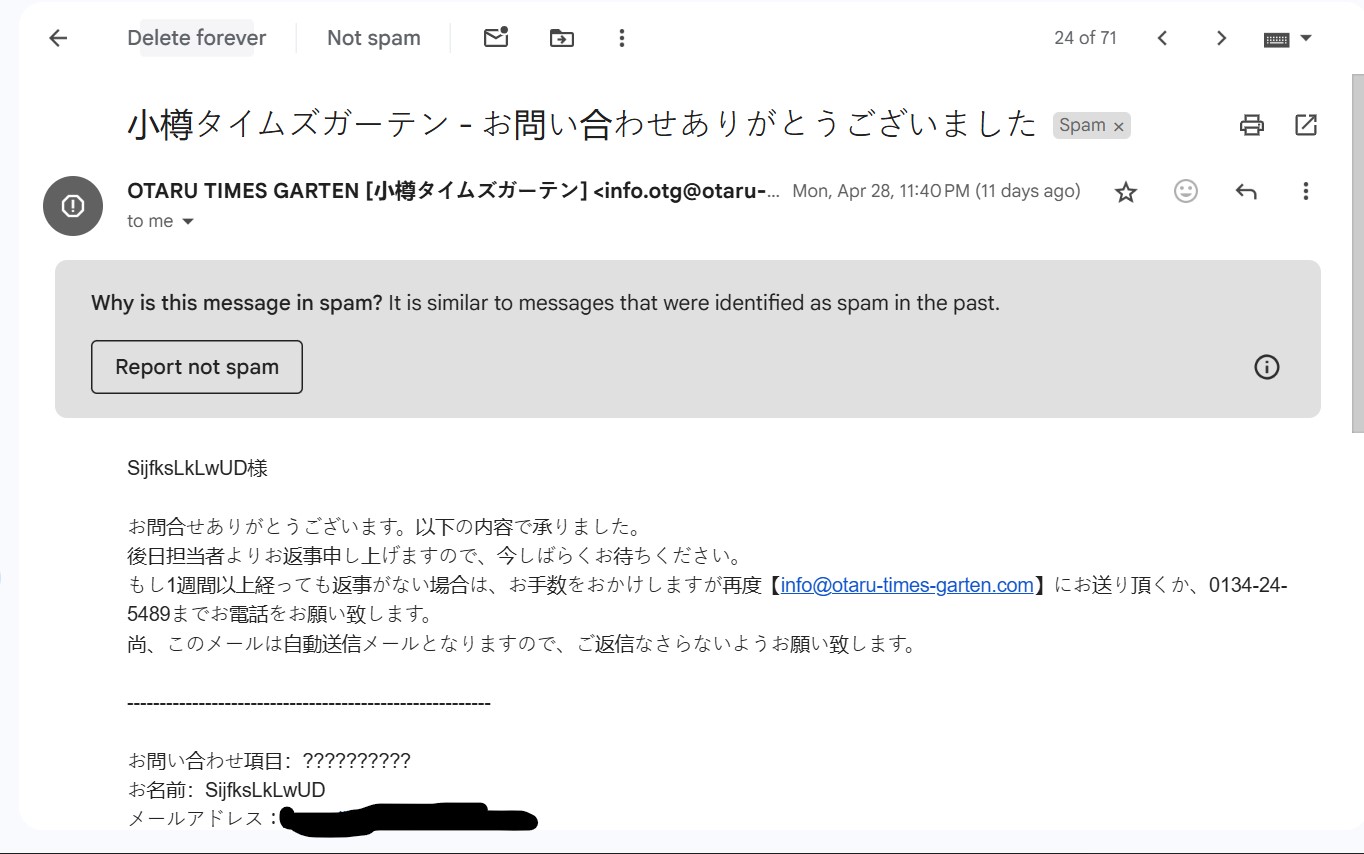 Delete forever Not spam 24 of 71
小樽タイムズガーテン - お問い合わせありがとうございました Spam ×
OTARU TIMES GARTEN [小樽タイムズガーテン] <info.otg@otaru-... Mon, Apr 28, 11:40 PM (11 days ago)
to me
Why is this message in spam? It is similar to messages that were identified as spam in the past.
Report not spam
SijfksLkLwUD様
お問合せありがとうございます。以下の内容で承りました。
後日担当者よりお返事申し上げますので、今しばらくお待ちください。
もし1週間以上経っても返事がない場合は、お手数をおかけしますが再度【info@otaru-times-garten.com】にお送り頂くか、0134-24-
5489までお電話をお願い致します。
尚、このメールは自動送信メールとなりますので、ご返信なさらないようお願い致します。
--------------------------------------------------------
お問い合わせ項目：??????????
お名前：SijfksLkLwUD
メールアドレス：